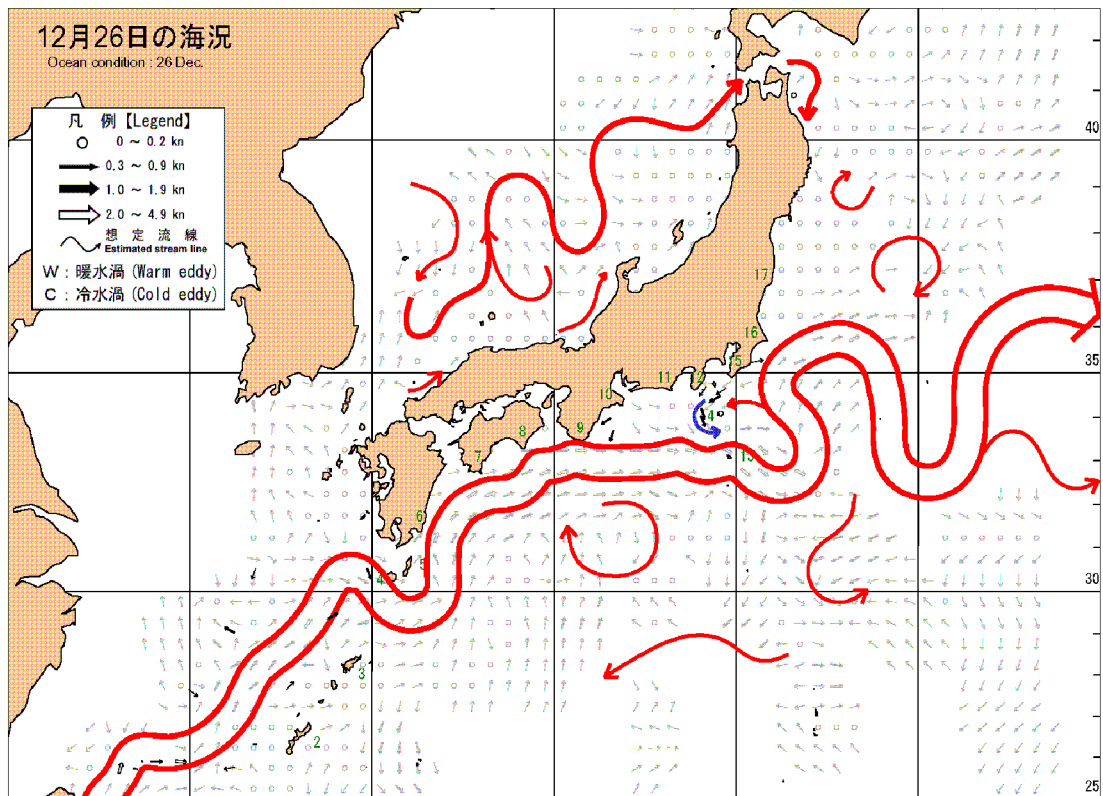 12月26日の海況
Ocean condition : 26 Dec.
凡 例【Legend】
0 ～ 0.2 kn
0.3 ～ 0.9 kn
1.0 ～ 1.9 kn
2.0 ～ 4.9 kn
想 定 流 線
Estimated stream line
W : 暖水渦 (Warm eddy)
C : 冷水渦 (Cold eddy)
40
17
16
35
15
12
11
10
14
9
8
7
13
6
5
4
30
3
2
25